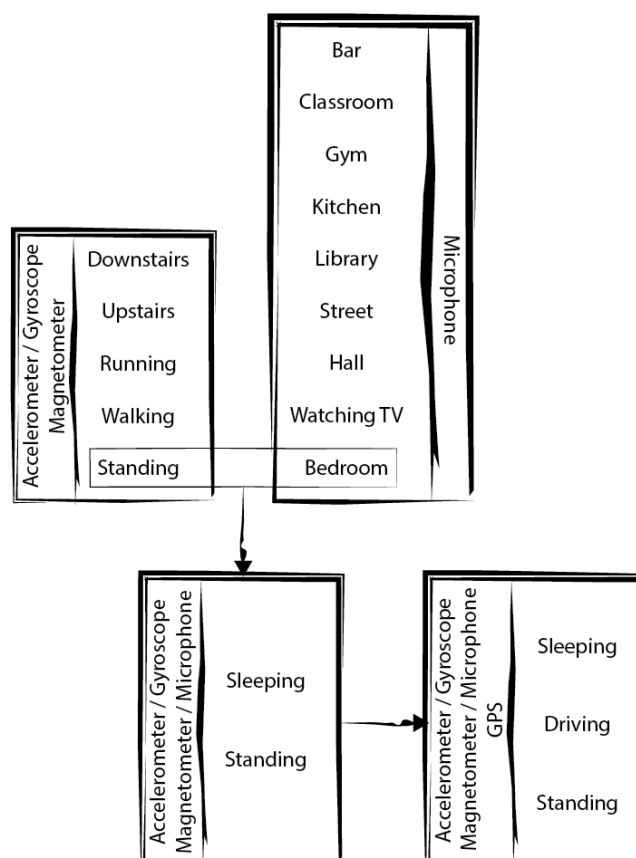 Bar
Classroom
Gym
Kitchen
Library
Street
Hall
Watching TV
Bedroom
Microphone
Accelerometer / Gyroscope
Magnetometer
Downstairs
Upstairs
Running
Walking
Standing
Accelerometer / Gyroscope
Magnetometer / Microphone
Sleeping
Standing
Accelerometer / Gyroscope
Magnetometer / Microphone
GPS
Sleeping
Driving
Standing